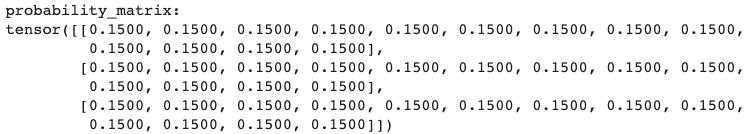 probability_matrix:
tensor([[0.1500, 0.1500, 0.1500, 0.1500, 0.1500, 0.1500, 0.1500, 0.1500, 0.1500,
         0.1500, 0.1500, 0.1500, 0.1500],
        [0.1500, 0.1500, 0.1500, 0.1500, 0.1500, 0.1500, 0.1500, 0.1500, 0.1500,
         0.1500, 0.1500, 0.1500, 0.1500],
        [0.1500, 0.1500, 0.1500, 0.1500, 0.1500, 0.1500, 0.1500, 0.1500, 0.1500,
         0.1500, 0.1500, 0.1500, 0.1500]])